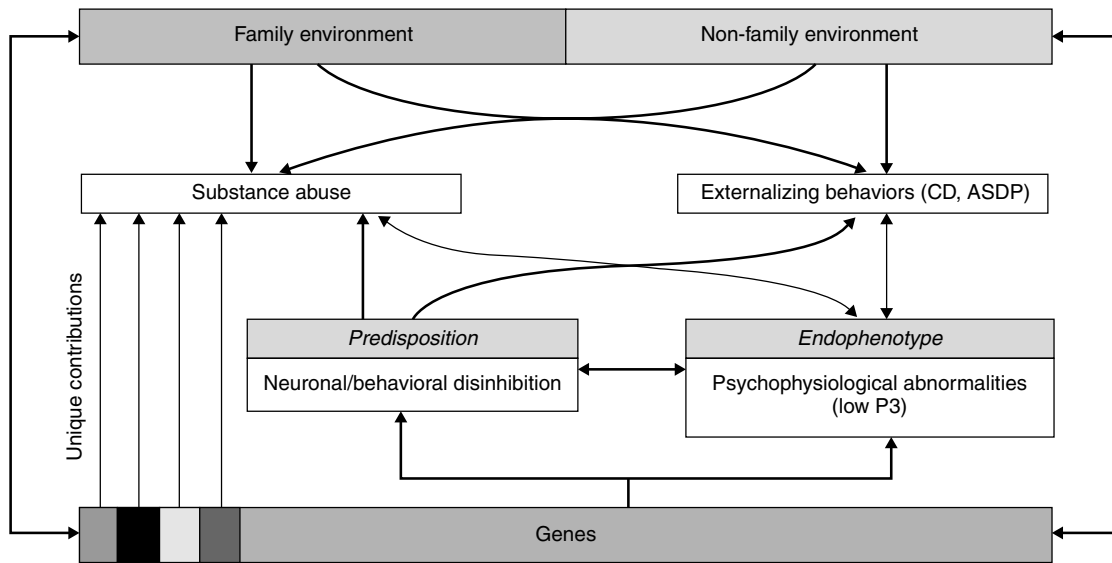 Family environment
Non-family environment
Substance abuse
Externalizing behaviors (CD, ASDP)
Unique contributions
Predisposition
Neuronal/behavioral disinhibition
Endophenotype
Psychophysiological abnormalities
(low P3)
Genes